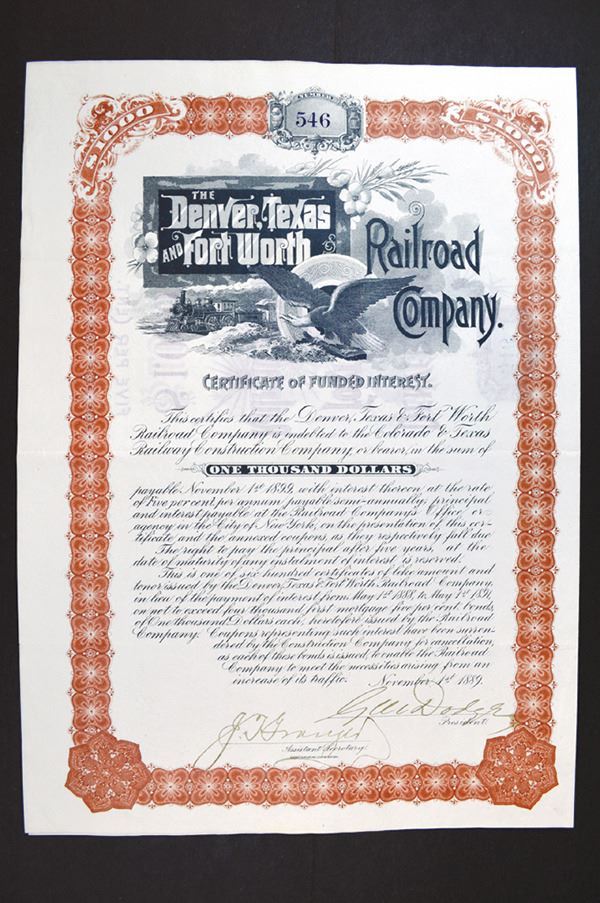 NUMBER
546
$1000
$1000
THE
Denver, Texas
AND Fort Worth
Railroad
Company.
CERTIFICATE OF FUNDED INTEREST.
This certifies that the Denver, Texas & Fort Worth
Railroad Company is indebted to the Colorado & Texas
Railway Construction Company, or bearer, in the sum of
ONE THOUSAND DOLLARS
payable November 1st 1899, with interest thereon at the rate
of Five per cent per annum, payable semi-annually, principal
and interest payable at the Railroad Company's Office or
agency in the City of New York, on the presentation of this cer-
tificate and the annexed coupons, as they respectively fall due.
The right to pay the principal after five years, at the
date of maturity of any instalment of interest is reserved.
This is one of six hundred certificates of like amount and
tenor issued by the Denver, Texas & Fort Worth Railroad Company
in lieu of the payment of interest from May 1st 1888, to May 1st 1891,
on not to exceed four thousand first mortgage five per cent. bonds,
of One thousand Dollars each, heretofore issued by the Railroad
Company. Coupons representing such interest have been surren-
dered by the Construction Company for cancellation,
as each of these bonds is issued, to enable the Railroad
Company to meet the necessities arising from an
increase of its traffic. November 1st 1889.
G M Dodge
President.
J. T. Granger
Assistant Secretary.